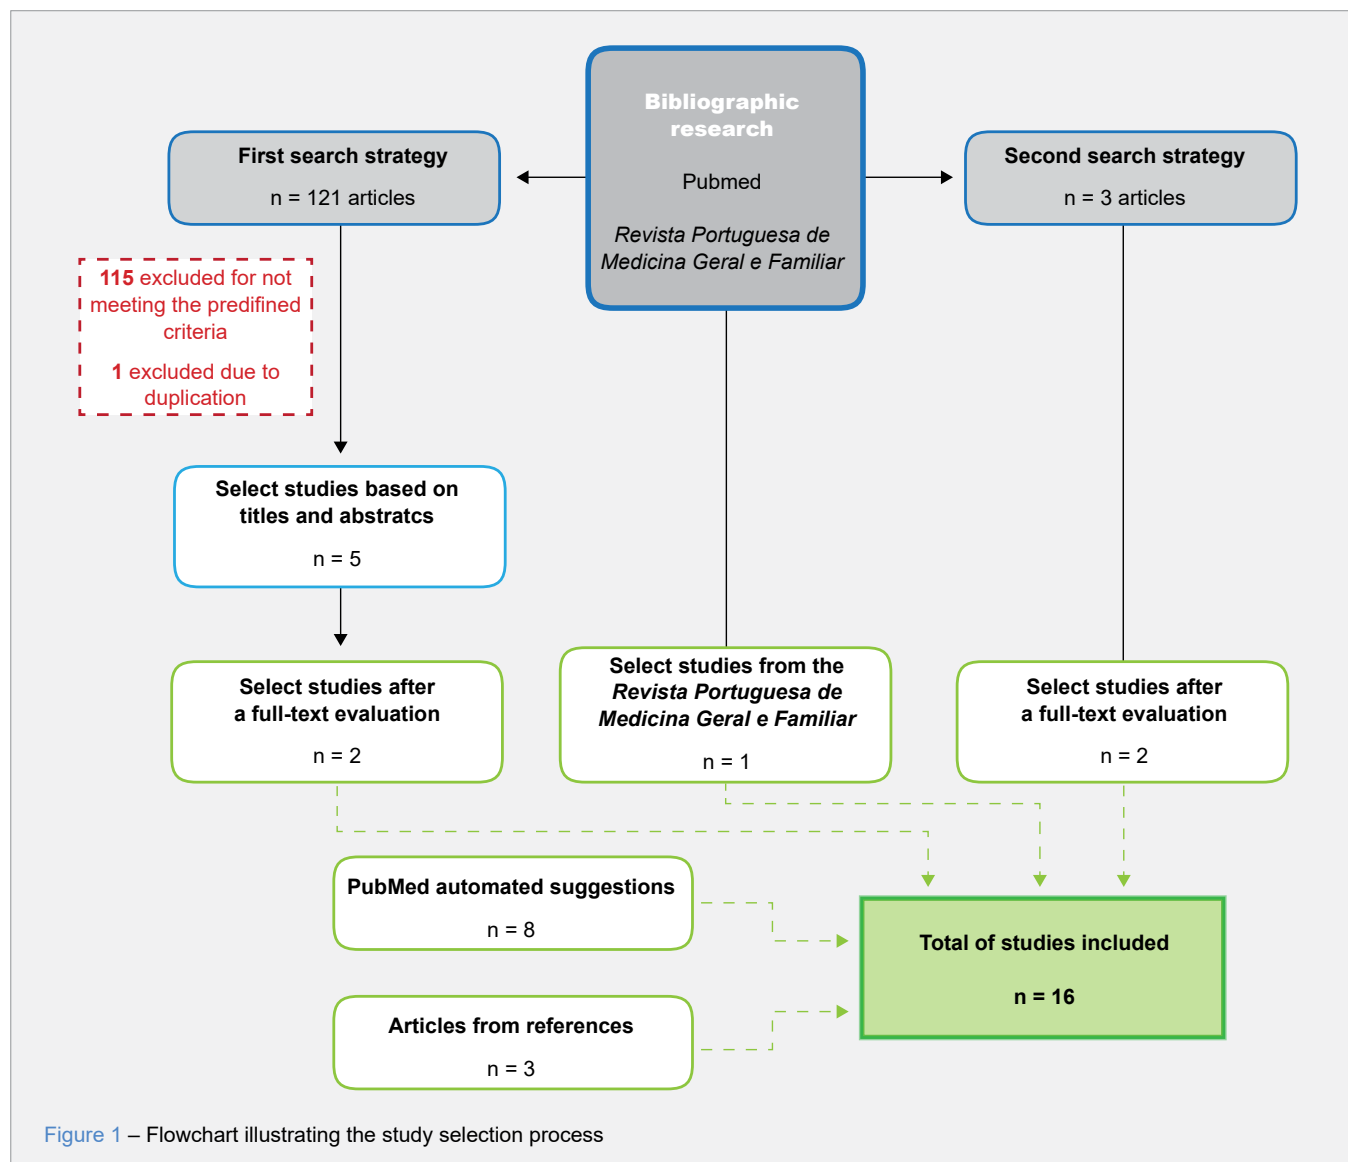 Bibliographic
research
Pubmed
Revista Portuguesa de
Medicina Geral e Familiar
First search strategy
n = 121 articles
Second search strategy
n = 3 articles
115 excluded for not
meeting the predifined
criteria
1 excluded due to
duplication
Select studies based on
titles and abstratcs
n = 5
Select studies after
a full-text evaluation
n = 2
Select studies from the
Revista Portuguesa de
Medicina Geral e Familiar
n = 1
Select studies after
a full-text evaluation
n = 2
PubMed automated suggestions
n = 8
Articles from references
n = 3
Total of studies included
n = 16
Figure 1 – Flowchart illustrating the study selection process